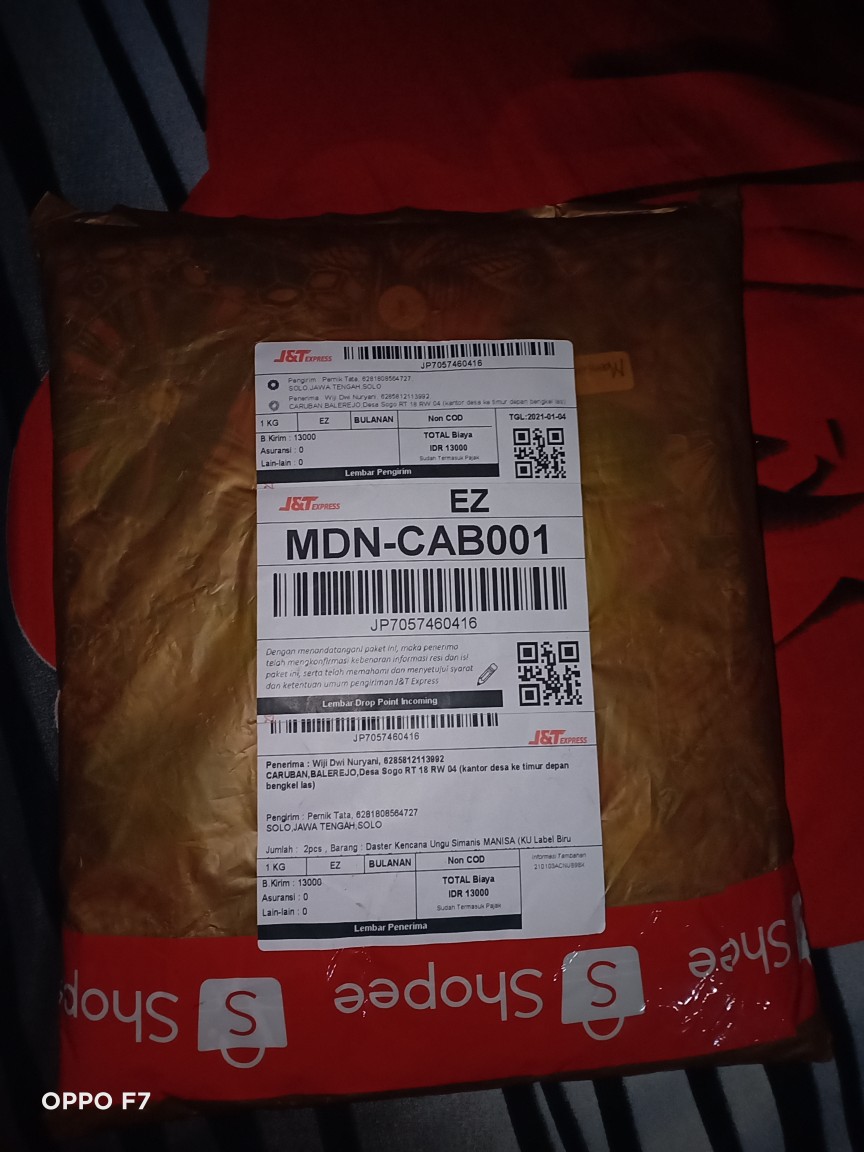 J&T EXPRESS
JP7057460416
Pengirim : Pernik Tata, 6281808564727
SOLO,JAWA TENGAH,SOLO
Penerima : Wiji Dwi Nuryani, 6285812113992
CARUBAN,BALEREJO,Desa Sogo RT 18 RW 04 (kantor desa ke timur depan bengkel las)
1 KG EZ BULANAN Non COD TGL:2021-01-04
B.Kirim : 13000
Asuransi : 0
Lain-lain : 0
TOTAL Biaya
IDR 13000
Sudah Termasuk Pajak
Lembar Pengirim
J&T EXPRESS
EZ
MDN-CAB001
JP7057460416
Dengan menandatangani paket ini, maka penerima
telah mengkonfirmasi kebenaran informasi resi dan isi
paket ini, serta telah memahami dan menyetujui syarat
dan ketentuan umum pengiriman J&T Express
Lembar Drop Point Incoming
JP7057460416
J&T EXPRESS
Penerima : Wiji Dwi Nuryani, 6285812113992
CARUBAN,BALEREJO,Desa Sogo RT 18 RW 04 (kantor desa ke timur depan
bengkel las)
Pengirim : Pernik Tata, 6281808564727
SOLO,JAWA TENGAH,SOLO
Jumlah : 2pcs , Barang : Daster Kencana Ungu Simanis MANISA (KU Label Biru
1 KG EZ BULANAN Non COD
Informasi Tambahan
B.Kirim : 13000
Asuransi : 0
Lain-lain : 0
TOTAL Biaya
IDR 13000
Sudah Termasuk Pajak
Lembar Penerima
Shopee
Shopee
OPPO F7